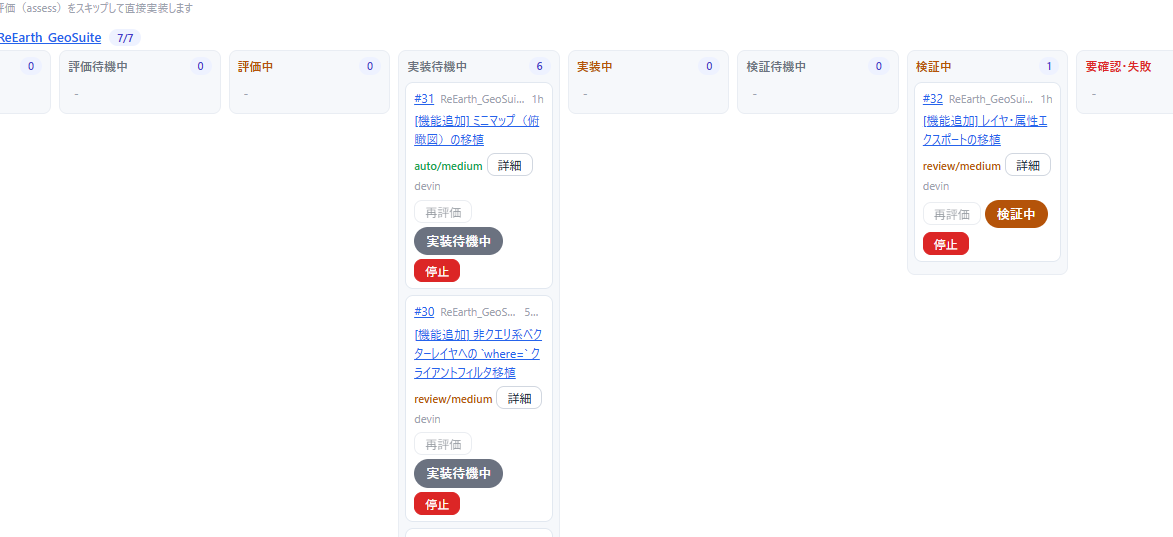 評価（assess）をスキップして直接実装します
ReEarth_GeoSuite 7/7
0
評価待機中 0
-
評価中 0
-
実装待機中 6
#31 ReEarth_GeoSui... 1h
[機能追加] ミニマップ（俯
瞰図）の移植
auto/medium 詳細
devin
再評価
実装待機中
停止
#30 ReEarth_GeoS... 5...
[機能追加] 非クエリ系ベク
ターレイヤへの `where=` ク
ライアントフィルタ移植
review/medium 詳細
devin
再評価
実装待機中
停止
実装中 0
-
検証待機中 0
-
検証中 1
#32 ReEarth_GeoSui... 1h
[機能追加] レイヤ・属性エ
クスポートの移植
review/medium 詳細
devin
再評価 検証中
停止
要確認・失敗
-